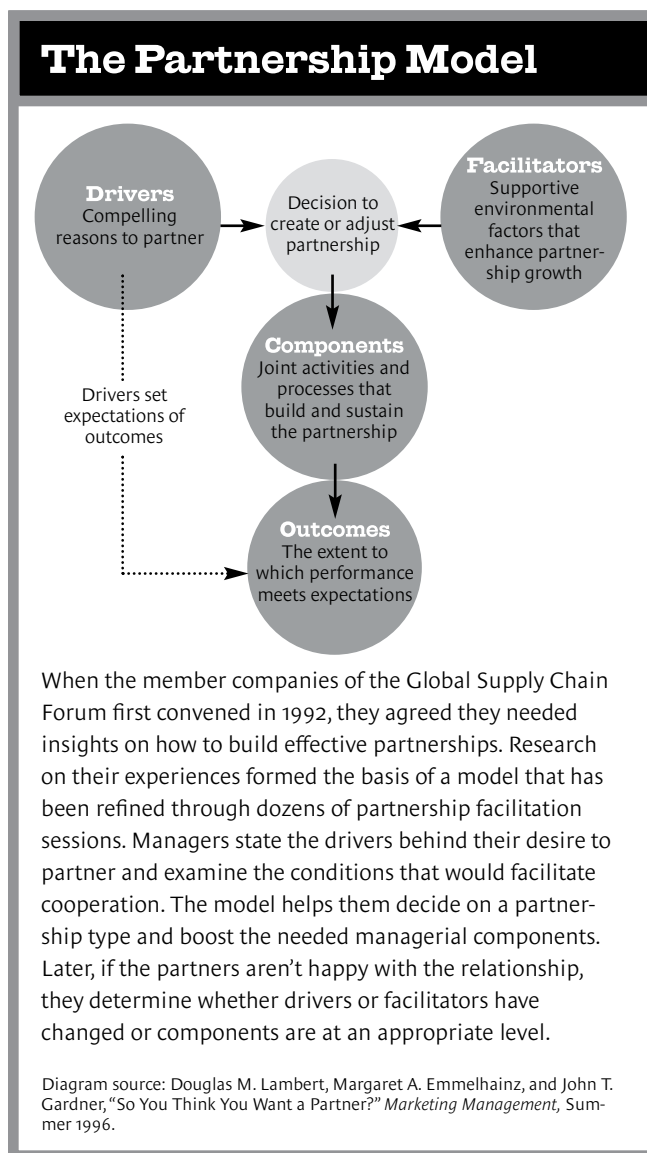 The Partnership Model
Drivers
Compelling
reasons to partner
Decision to
create or adjust
partnership
Facilitators
Supportive
environmental
factors that
enhance partner-
ship growth
Components
Joint activities and
processes that
build and sustain
the partnership
Drivers set
expectations of
outcomes
Outcomes
The extent to
which performance
meets expectations
When the member companies of the Global Supply Chain
Forum first convened in 1992, they agreed they needed
insights on how to build effective partnerships. Research
on their experiences formed the basis of a model that has
been refined through dozens of partnership facilitation
sessions. Managers state the drivers behind their desire to
partner and examine the conditions that would facilitate
cooperation. The model helps them decide on a partner-
ship type and boost the needed managerial components.
Later, if the partners aren’t happy with the relationship,
they determine whether drivers or facilitators have
changed or components are at an appropriate level.
Diagram source: Douglas M. Lambert, Margaret A. Emmelhainz, and John T.
Gardner, “So You Think You Want a Partner?” Marketing Management, Sum-
mer 1996.